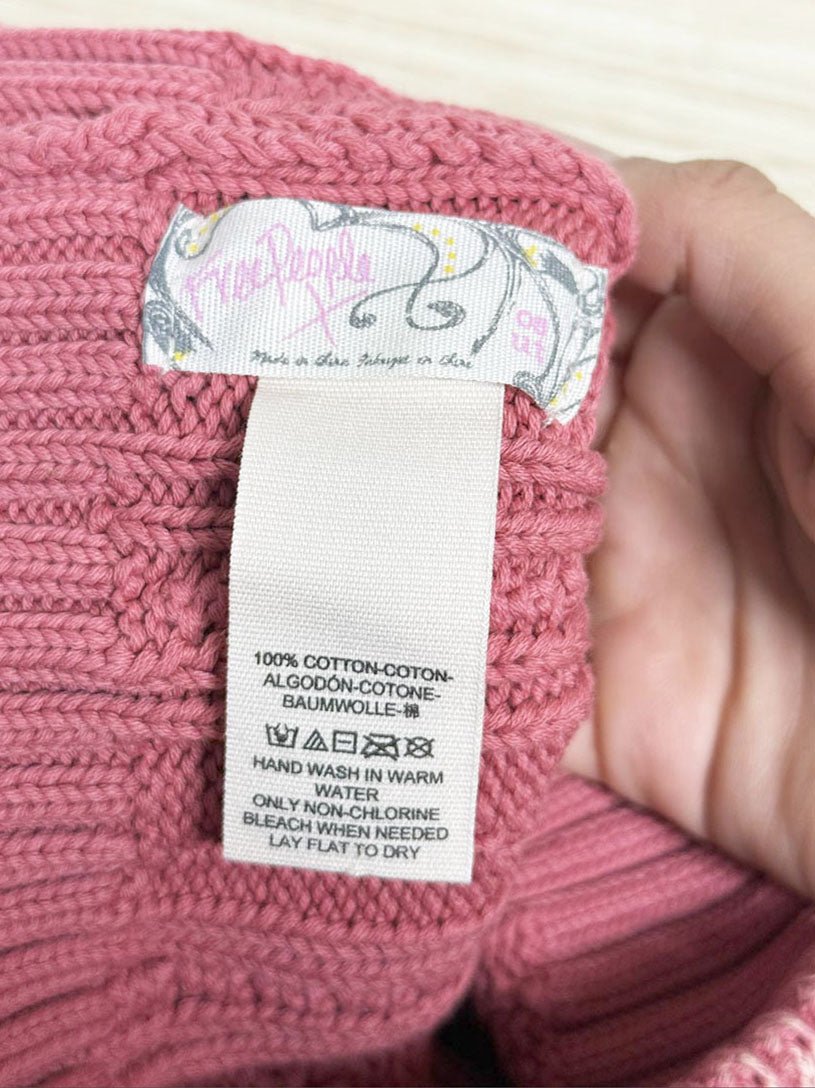 Free People
X
Made in China Fabriqué en Chine
100% COTTON-COTON-
ALGODÓN-COTONE-
BAUMWOLLE-棉
HAND WASH IN WARM
WATER
ONLY NON-CHLORINE
BLEACH WHEN NEEDED
LAY FLAT TO DRY